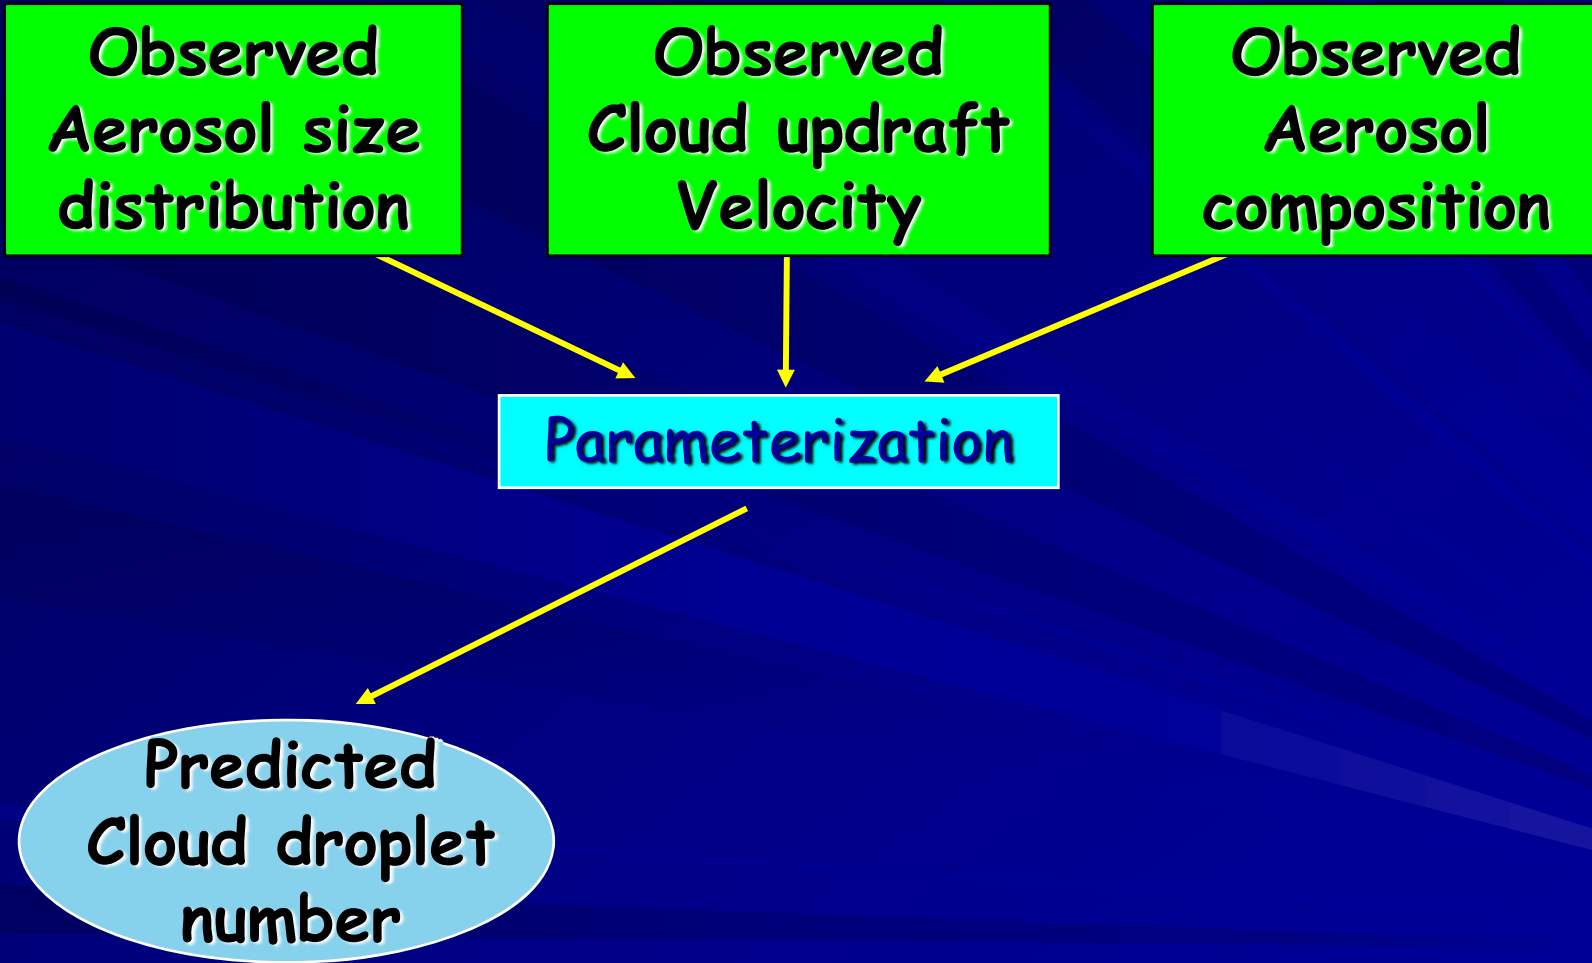 Observed
Aerosol size
distribution
Observed
Cloud updraft
Velocity
Observed
Aerosol
composition
Parameterization
Predicted
Cloud droplet
number